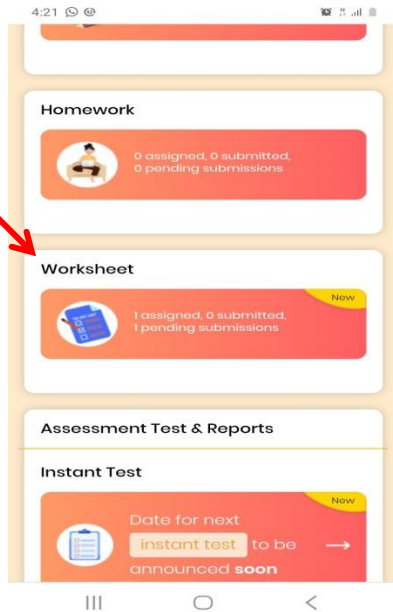 4:21
Homework
0 assigned, 0 submitted,
0 pending submissions
Worksheet
New
1 assigned, 0 submitted,
1 pending submissions
Assessment Test & Reports
Instant Test
New
Date for next
instant test to be
announced soon